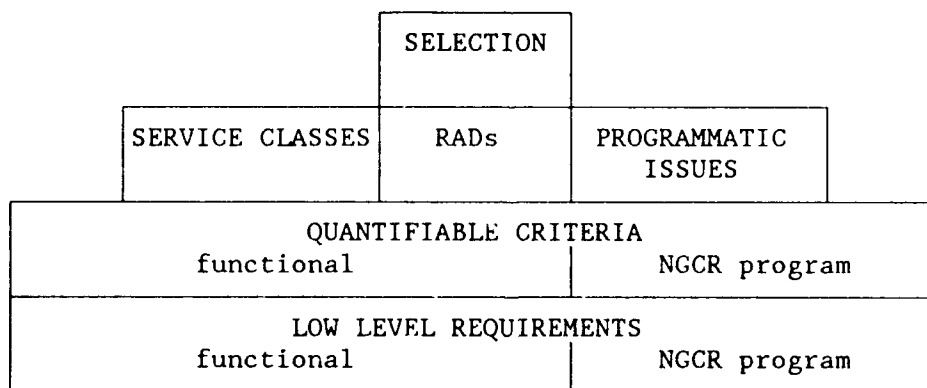 SELECTION
SERVICE CLASSES RADs PROGRAMMATIC
ISSUES
QUANTIFIABLE CRITERIA
functional NGCR program
LOW LEVEL REQUIREMENTS
functional NGCR program